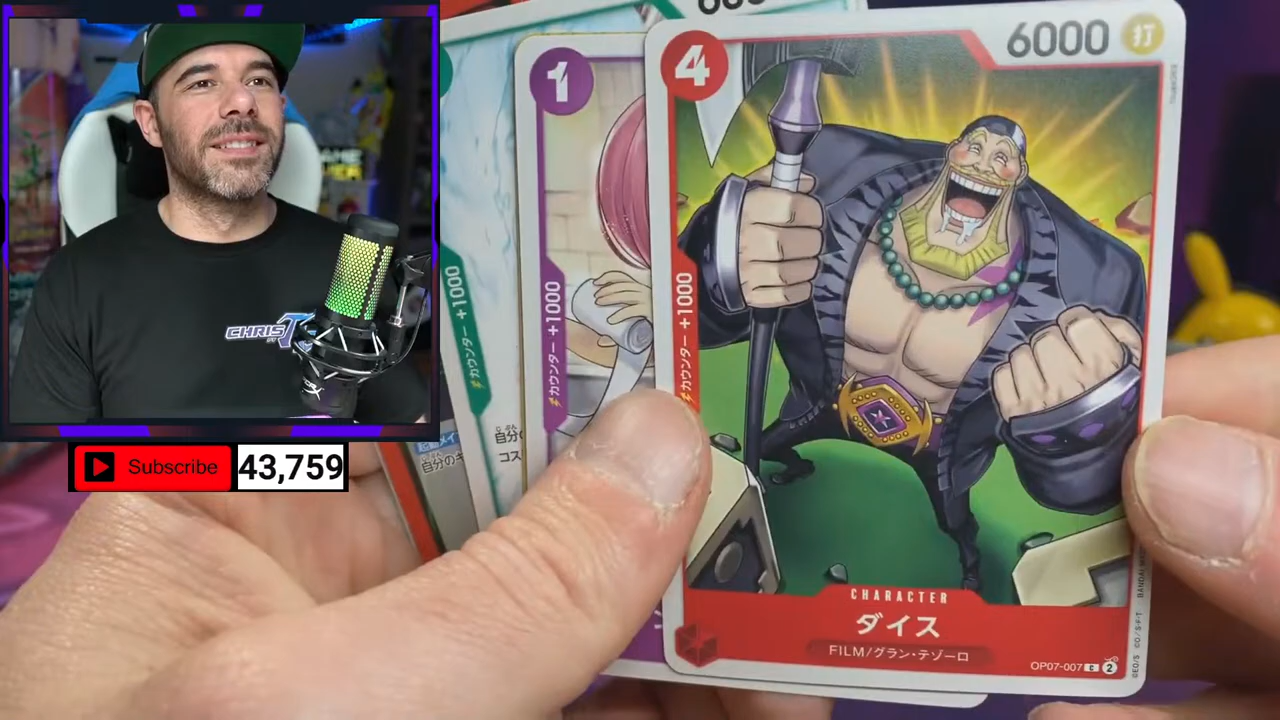 CHRIS
Subscribe 43,759
1
カウンター +1000
自分の
カウンター +1000
自分
コス
4
6000 打
カウンター +1000
CHARACTER
ダイス
FILM/グラン・テゾーロ
OP07-007 C 2